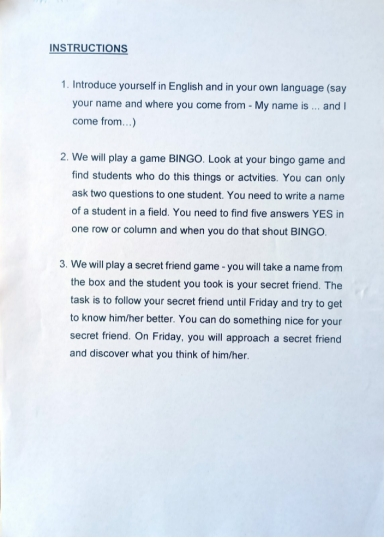 INSTRUCTIONS
1. Introduce yourself in English and in your own language (say
your name and where you come from - My name is ... and I
come from...)
2. We will play a game BINGO. Look at your bingo game and
find students who do this things or actvities. You can only
ask two questions to one student. You need to write a name
of a student in a field. You need to find five answers YES in
one row or column and when you do that shout BINGO.
3. We will play a secret friend game - you will take a name from
the box and the student you took is your secret friend. The
task is to follow your secret friend until Friday and try to get
to know him/her better. You can do something nice for your
secret friend. On Friday, you will approach a secret friend
and discover what you think of him/her.